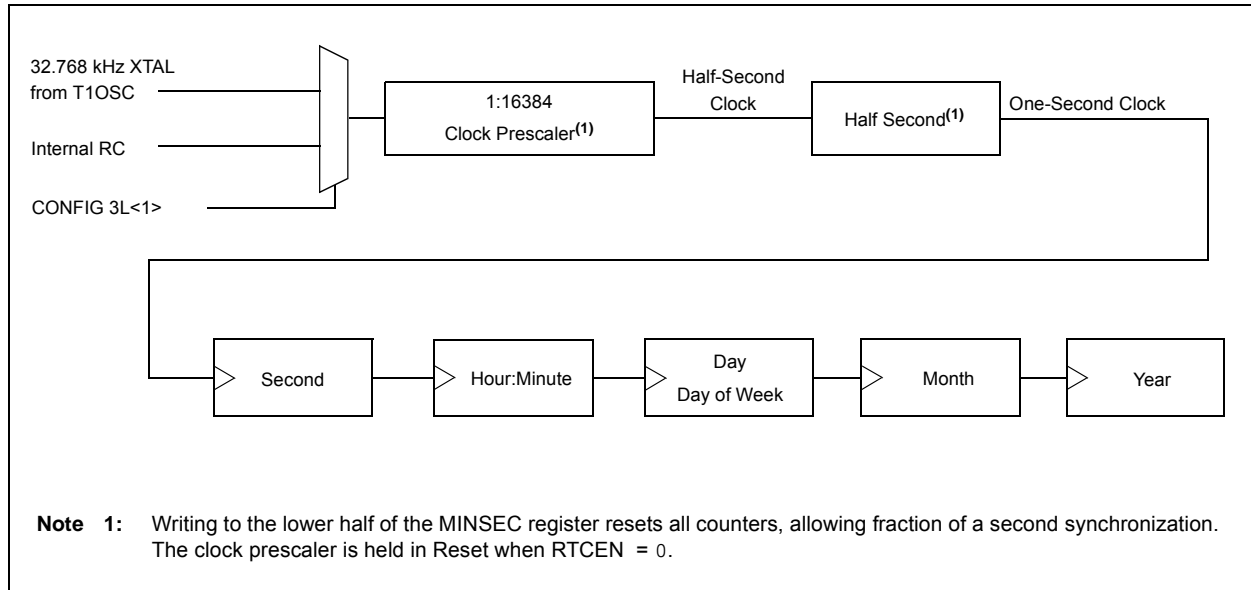 32.768 kHz XTAL
from T1OSC
Internal RC
CONFIG 3L<1>
1:16384
Clock Prescaler(1)
Half-Second
Clock
Half Second(1)
One-Second Clock
Second
Hour:Minute
Day
Day of Week
Month
Year
Note 1: Writing to the lower half of the MINSEC register resets all counters, allowing fraction of a second synchronization.
The clock prescaler is held in Reset when RTCEN = 0.